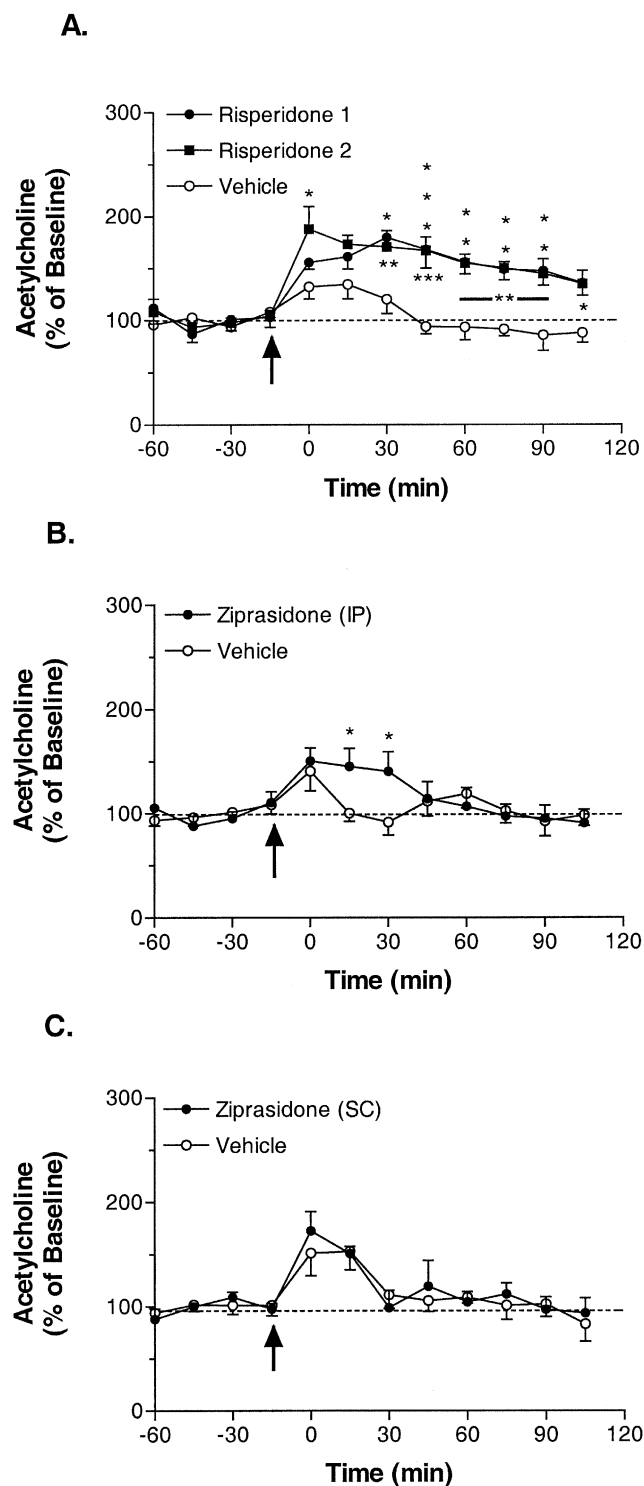 A.
Acetylcholine
(% of Baseline)
300
200
100
0
Risperidone 1
Risperidone 2
Vehicle
*
*
**
*
*
*
***
*
*
*
*
*
*
**
*
-60
-30
0
30
60
90
120
Time (min)
B.
Acetylcholine
(% of Baseline)
300
200
100
0
Ziprasidone (IP)
Vehicle
*
*
-60
-30
0
30
60
90
120
Time (min)
C.
Acetylcholine
(% of Baseline)
300
200
100
0
Ziprasidone (SC)
Vehicle
-60
-30
0
30
60
90
120
Time (min)